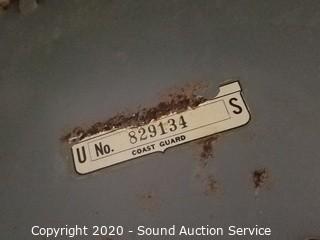 U No. 829134 S
COAST GUARD
Copyright © 2020 - Sound Auction Service